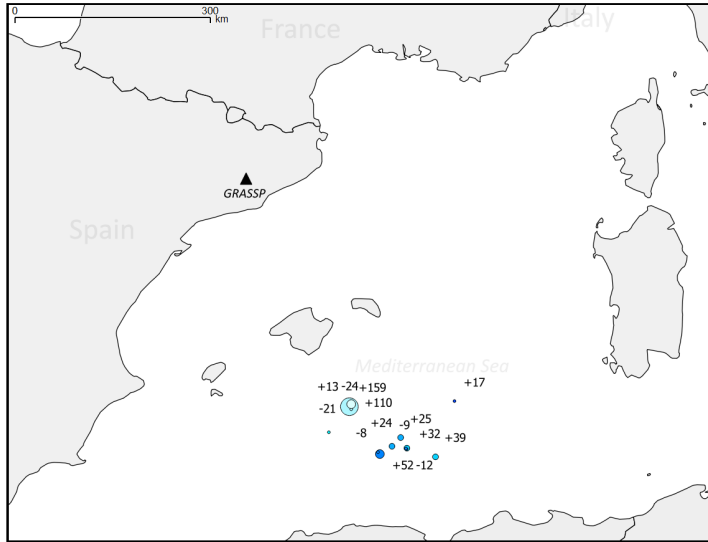 0 300
km
France
Italy
GRASSP
Spain
Mediterranean Sea
+13 -24 +159 +17
-21 +110
-8 +24 -9 +25
+32 +39
+52 -12